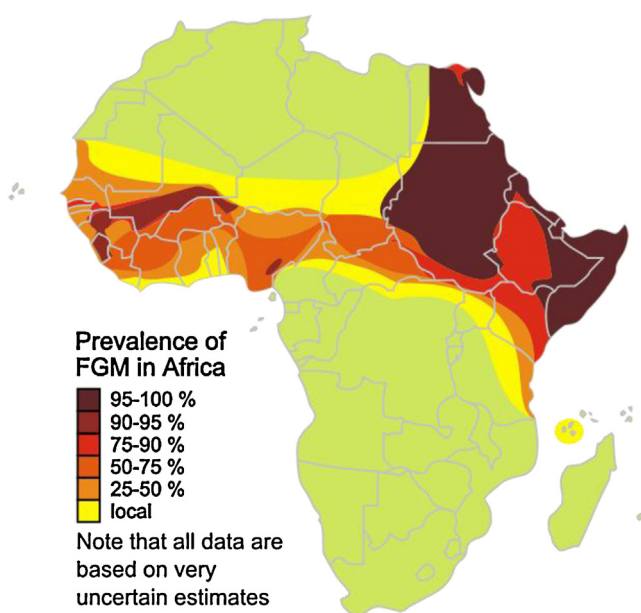 Prevalence of
FGM in Africa
95-100 %
90-95 %
75-90 %
50-75 %
25-50 %
local
Note that all data are
based on very
uncertain estimates